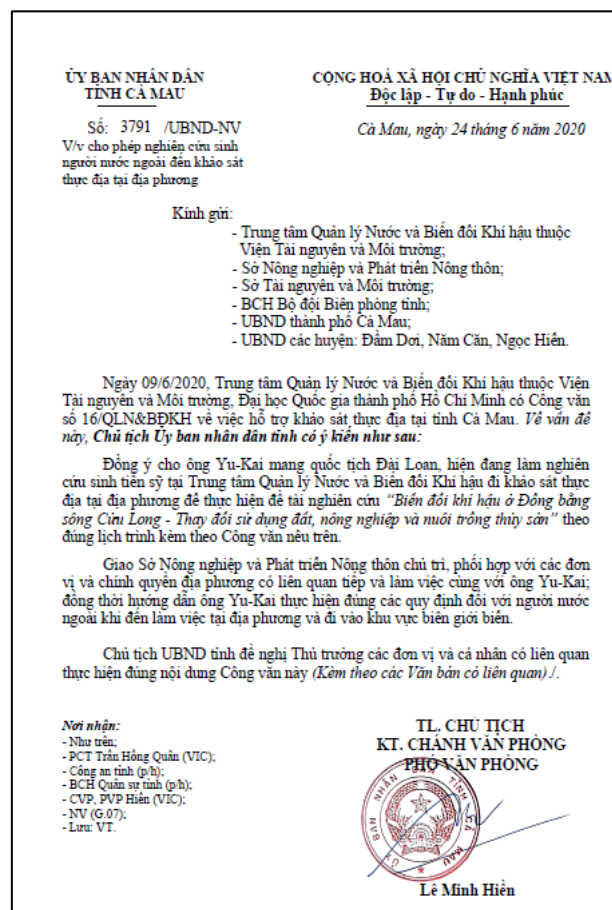 ỦY BAN NHÂN DÂN
TỈNH CÀ MAU
CỘNG HOÀ XÃ HỘI CHỦ NGHĨA VIỆT NAM
Độc lập - Tự do - Hạnh phúc
Số: 3791 /UBND-NV
V/v cho phép nghiên cứu sinh
người nước ngoài đến khảo sát
thực địa tại địa phương
Cà Mau, ngày 24 tháng 6 năm 2020
Kính gửi:
- Trung tâm Quản lý Nước và Biến đổi Khí hậu thuộc
Viện Tài nguyên và Môi trường;
- Sở Nông nghiệp và Phát triển Nông thôn;
- Sở Tài nguyên và Môi trường;
- BCH Bộ đội Biên phòng tỉnh;
- UBND thành phố Cà Mau;
- UBND các huyện: Đầm Dơi, Năm Căn, Ngọc Hiển.
Ngày 09/6/2020, Trung tâm Quản lý Nước và Biến đổi Khí hậu thuộc Viện
Tài nguyên và Môi trường, Đại học Quốc gia thành phố Hồ Chí Minh có Công văn
số 16/QLN&BĐKH về việc hỗ trợ khảo sát thực địa tại tỉnh Cà Mau. Về vấn đề
này, Chủ tịch Ủy ban nhân dân tỉnh có ý kiến như sau:
Đồng ý cho ông Yu-Kai mang quốc tịch Đài Loan, hiện đang làm nghiên
cứu sinh tiến sỹ tại Trung tâm Quản lý Nước và Biến đổi Khí hậu đi khảo sát thực
địa tại địa phương để thực hiện đề tài nghiên cứu “Biến đổi khí hậu ở Đồng bằng
sông Cửu Long - Thay đổi sử dụng đất, nông nghiệp và nuôi trồng thủy sản” theo
đúng lịch trình kèm theo Công văn nêu trên.
Giao Sở Nông nghiệp và Phát triển Nông thôn chủ trì, phối hợp với các đơn
vị và chính quyền địa phương có liên quan tiếp và làm việc cùng với ông Yu-Kai;
đồng thời hướng dẫn ông Yu-Kai thực hiện đúng các quy định đối với người nước
ngoài khi đến làm việc tại địa phương và đi vào khu vực biên giới biển.
Chủ tịch UBND tỉnh đề nghị Thủ trưởng các đơn vị và cá nhân có liên quan
thực hiện đúng nội dung Công văn này (Kèm theo các Văn bản có liên quan)./.
Nơi nhận:
- Như trên;
- PCT Trần Hồng Quân (VIC);
- Công an tỉnh (p/h);
- BCH Quân sự tỉnh (p/h);
- CVP, PVP Hiền (VIC);
- NV (G.07);
- Lưu: VT.
TL. CHỦ TỊCH
KT. CHÁNH VĂN PHÒNG
PHÓ VĂN PHÒNG
ỦY BAN NHÂN DÂN TỈNH CÀ MAU
Lê Minh Hiền